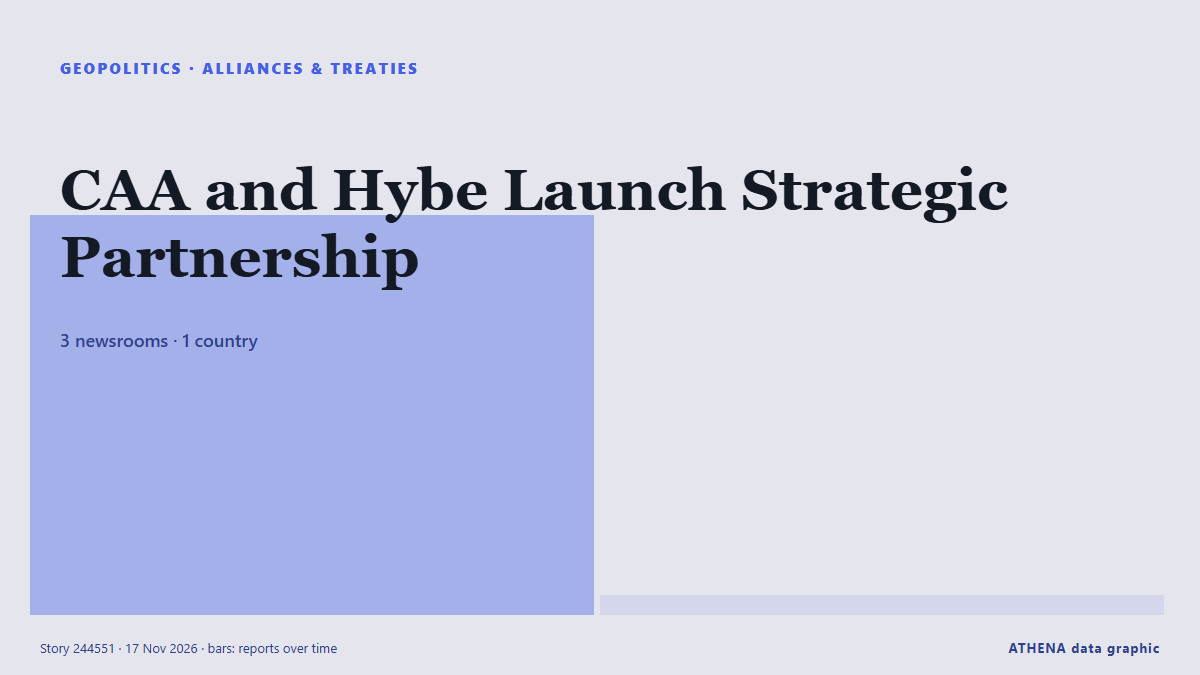 GEOPOLITICS · ALLIANCES & TREATIES
CAA and Hybe Launch Strategic
Partnership
3 newsrooms · 1 country
Story 244551 · 17 Nov 2026 · bars: reports over time
ATHENA data graphic